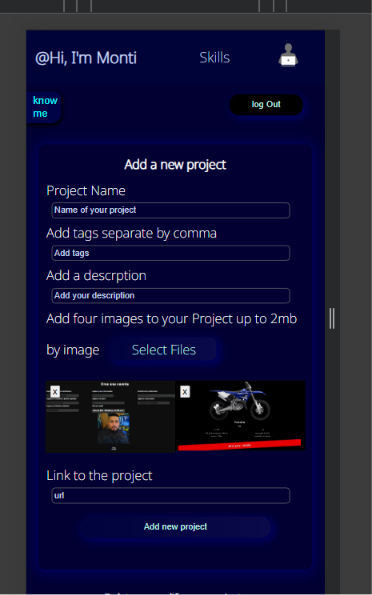 @Hi, I'm Monti
Skills
know
me
log Out
Add a new project
Project Name
Name of your project
Add tags separate by comma
Add tags
Add a descrption
Add your description
Add four images to your Project up to 2mb
by image
Select Files
X
X
Link to the project
url
Add new project